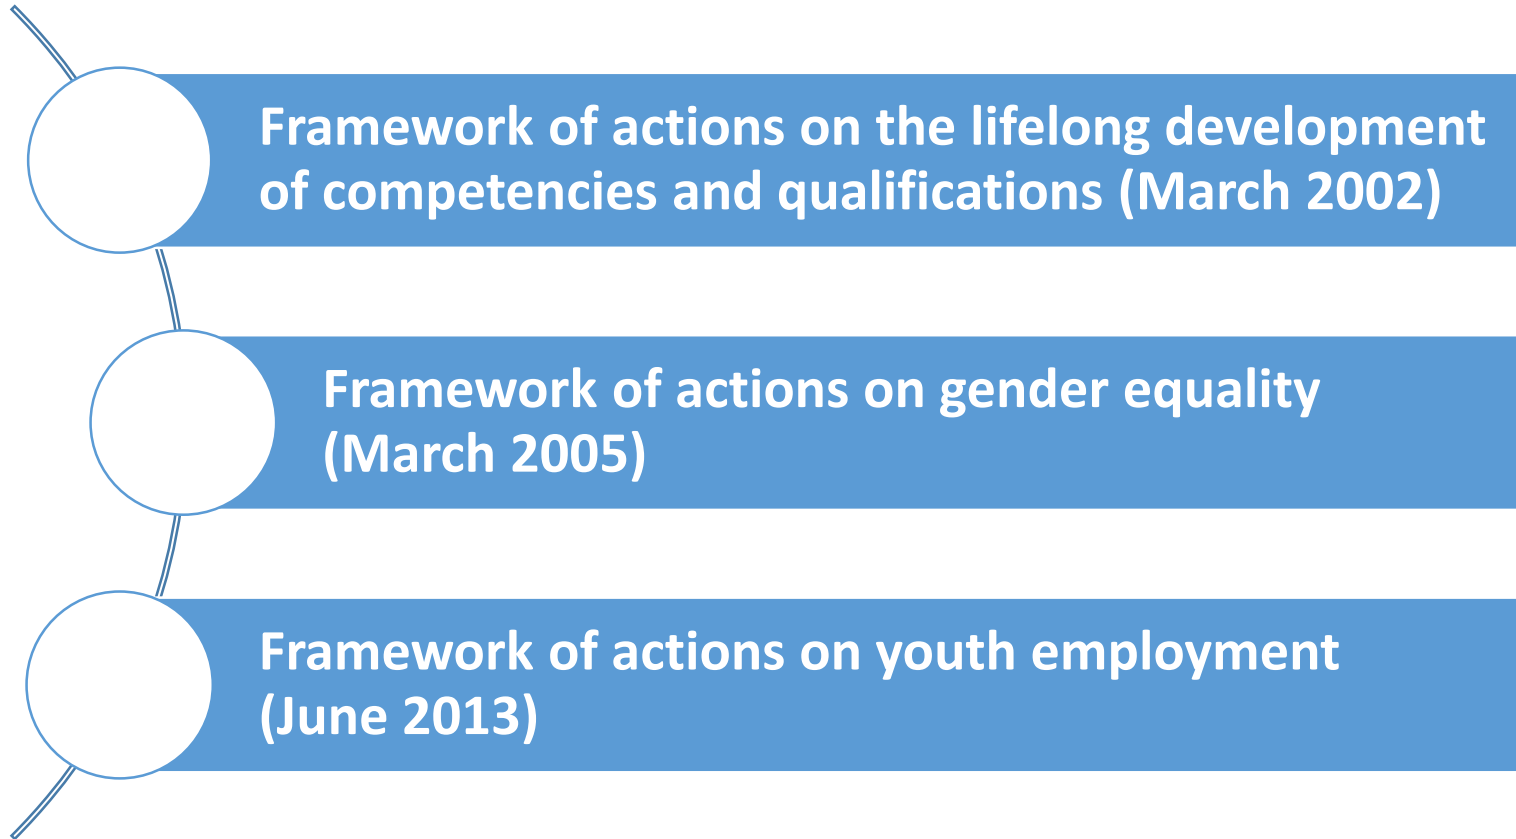 Framework of actions on the lifelong development
of competencies and qualifications (March 2002)
Framework of actions on gender equality
(March 2005)
Framework of actions on youth employment
(June 2013)